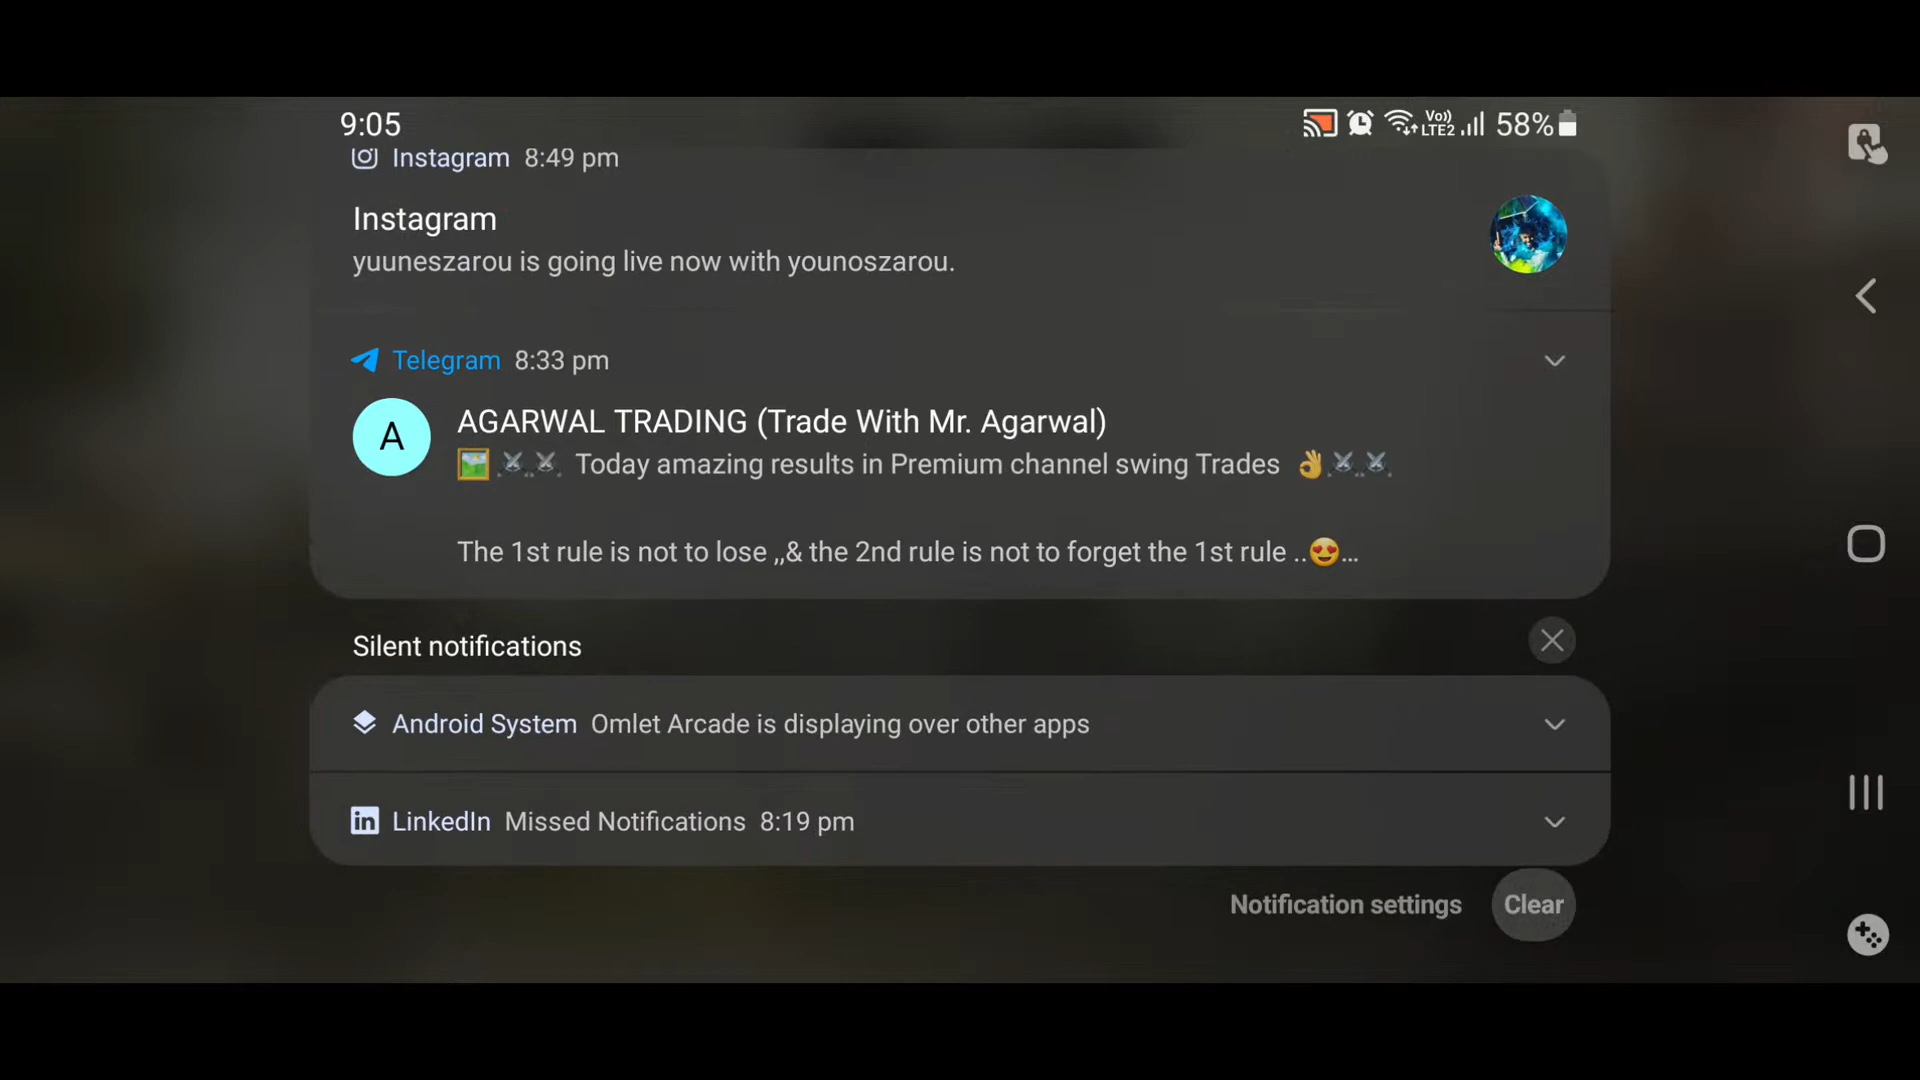 9:05
Vo)) LTE2 58%
Instagram 8:49 pm
Instagram
yuuneszarou is going live now with younoszarou.
Telegram 8:33 pm
A
AGARWAL TRADING (Trade With Mr. Agarwal)
🖼️ ⚔️..⚔️. Today amazing results in Premium channel swing Trades 👌⚔️..⚔️.
The 1st rule is not to lose ,,& the 2nd rule is not to forget the 1st rule ..😍...
Silent notifications
Android System Omlet Arcade is displaying over other apps
in LinkedIn Missed Notifications 8:19 pm
Notification settings Clear